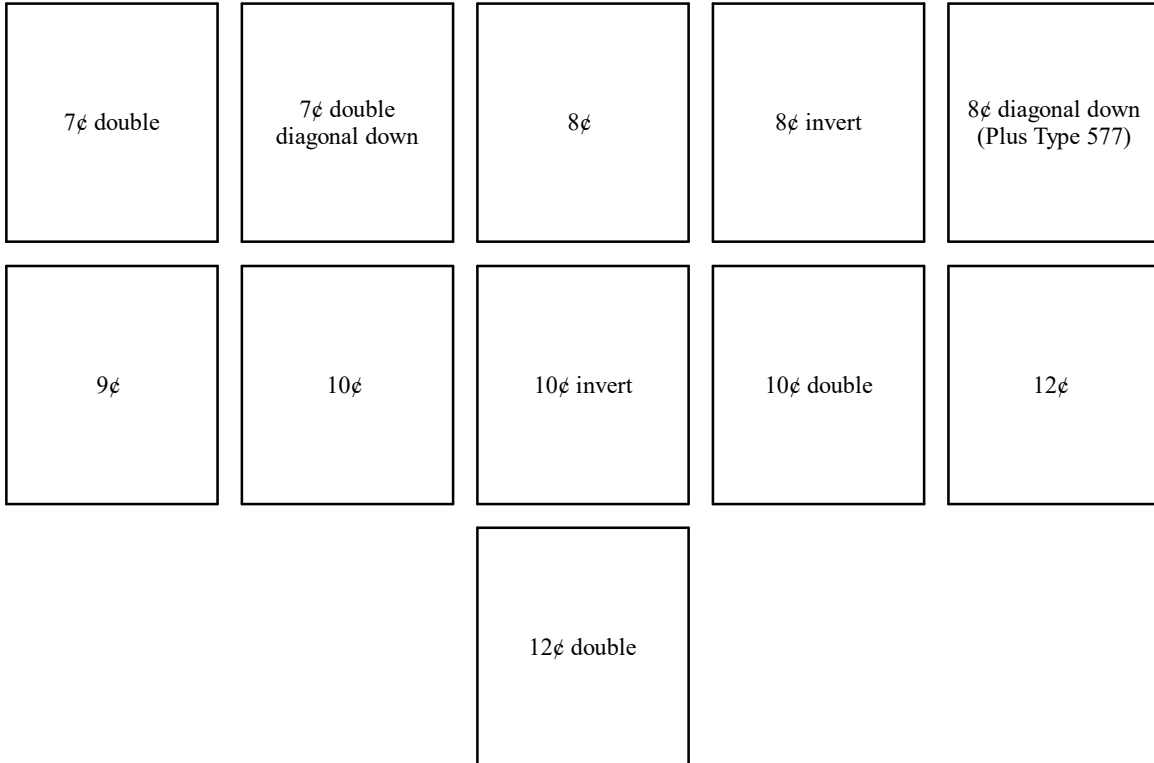 7¢ double
7¢ double
diagonal down
8¢
8¢ invert
8¢ diagonal down
(Plus Type 577)
9¢
10¢
10¢ invert
10¢ double
12¢
12¢ double